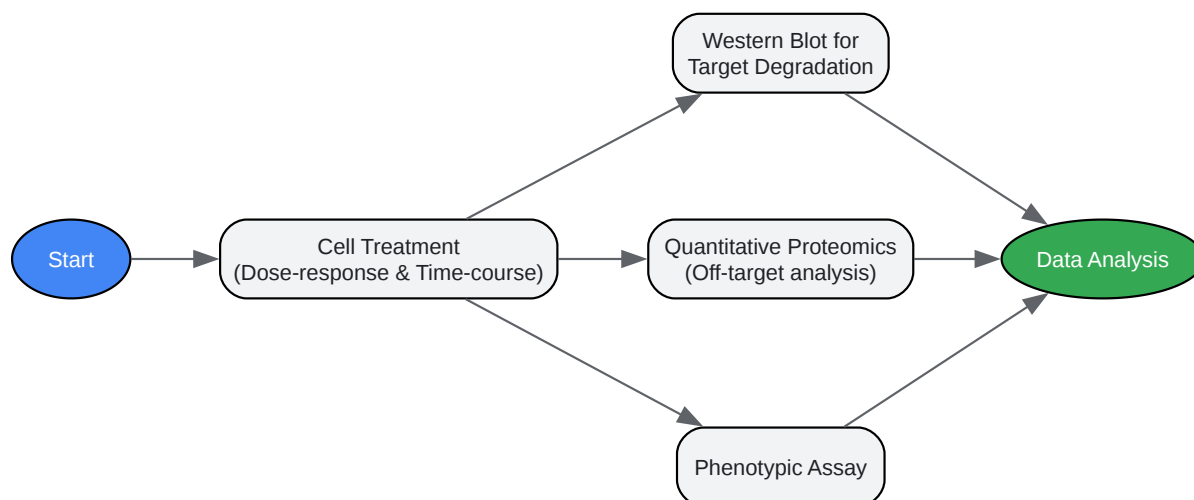 Start
Cell Treatment
(Dose-response & Time-course)
Western Blot for
Target Degradation
Quantitative Proteomics
(Off-target analysis)
Phenotypic Assay
Data Analysis